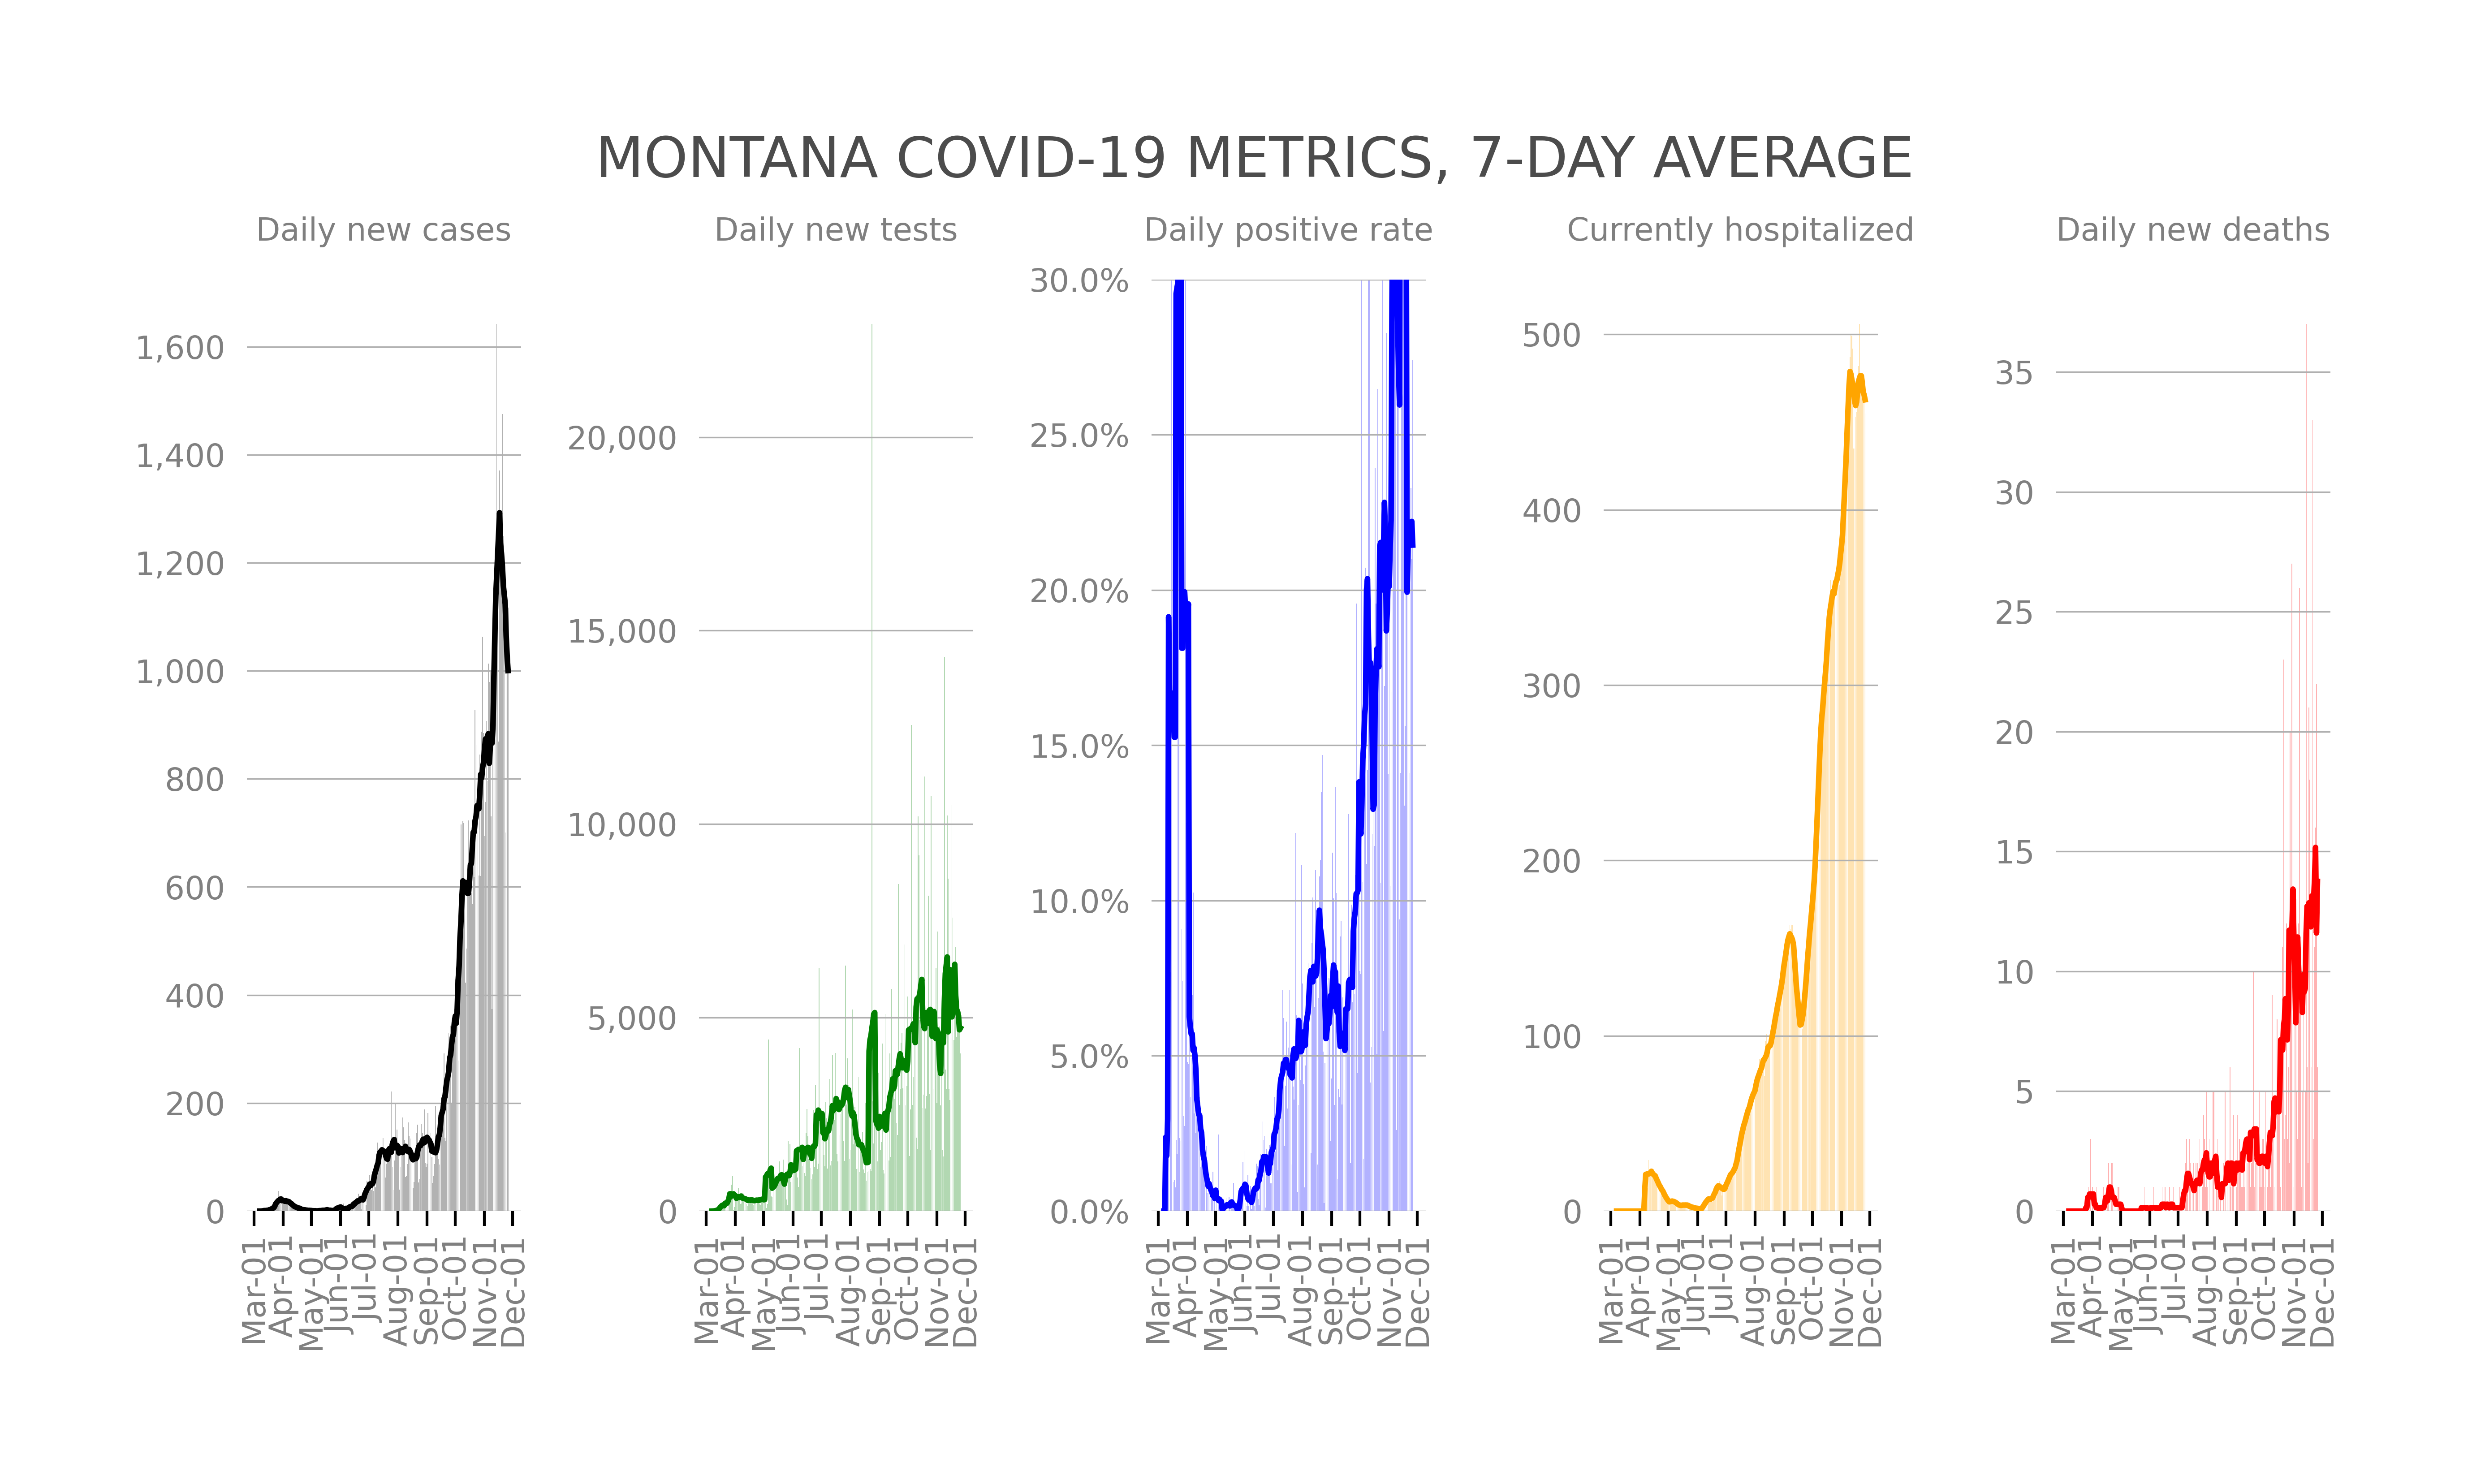 MONTANA COVID-19 METRICS, 7-DAY AVERAGE
Daily new cases
1,600
1,400
1,200
1,000
800
600
400
200
0
Mar-01
Apr-01
May-01
Jun-01
Jul-01
Aug-01
Sep-01
Oct-01
Nov-01
Dec-01
Daily new tests
20,000
15,000
10,000
5,000
0
Mar-01
Apr-01
May-01
Jun-01
Jul-01
Aug-01
Sep-01
Oct-01
Nov-01
Dec-01
Daily positive rate
30.0%
25.0%
20.0%
15.0%
10.0%
5.0%
0.0%
Mar-01
Apr-01
May-01
Jun-01
Jul-01
Aug-01
Sep-01
Oct-01
Nov-01
Dec-01
Currently hospitalized
500
400
300
200
100
0
Mar-01
Apr-01
May-01
Jun-01
Jul-01
Aug-01
Sep-01
Oct-01
Nov-01
Dec-01
Daily new deaths
35
30
25
20
15
10
5
0
Mar-01
Apr-01
May-01
Jun-01
Jul-01
Aug-01
Sep-01
Oct-01
Nov-01
Dec-01